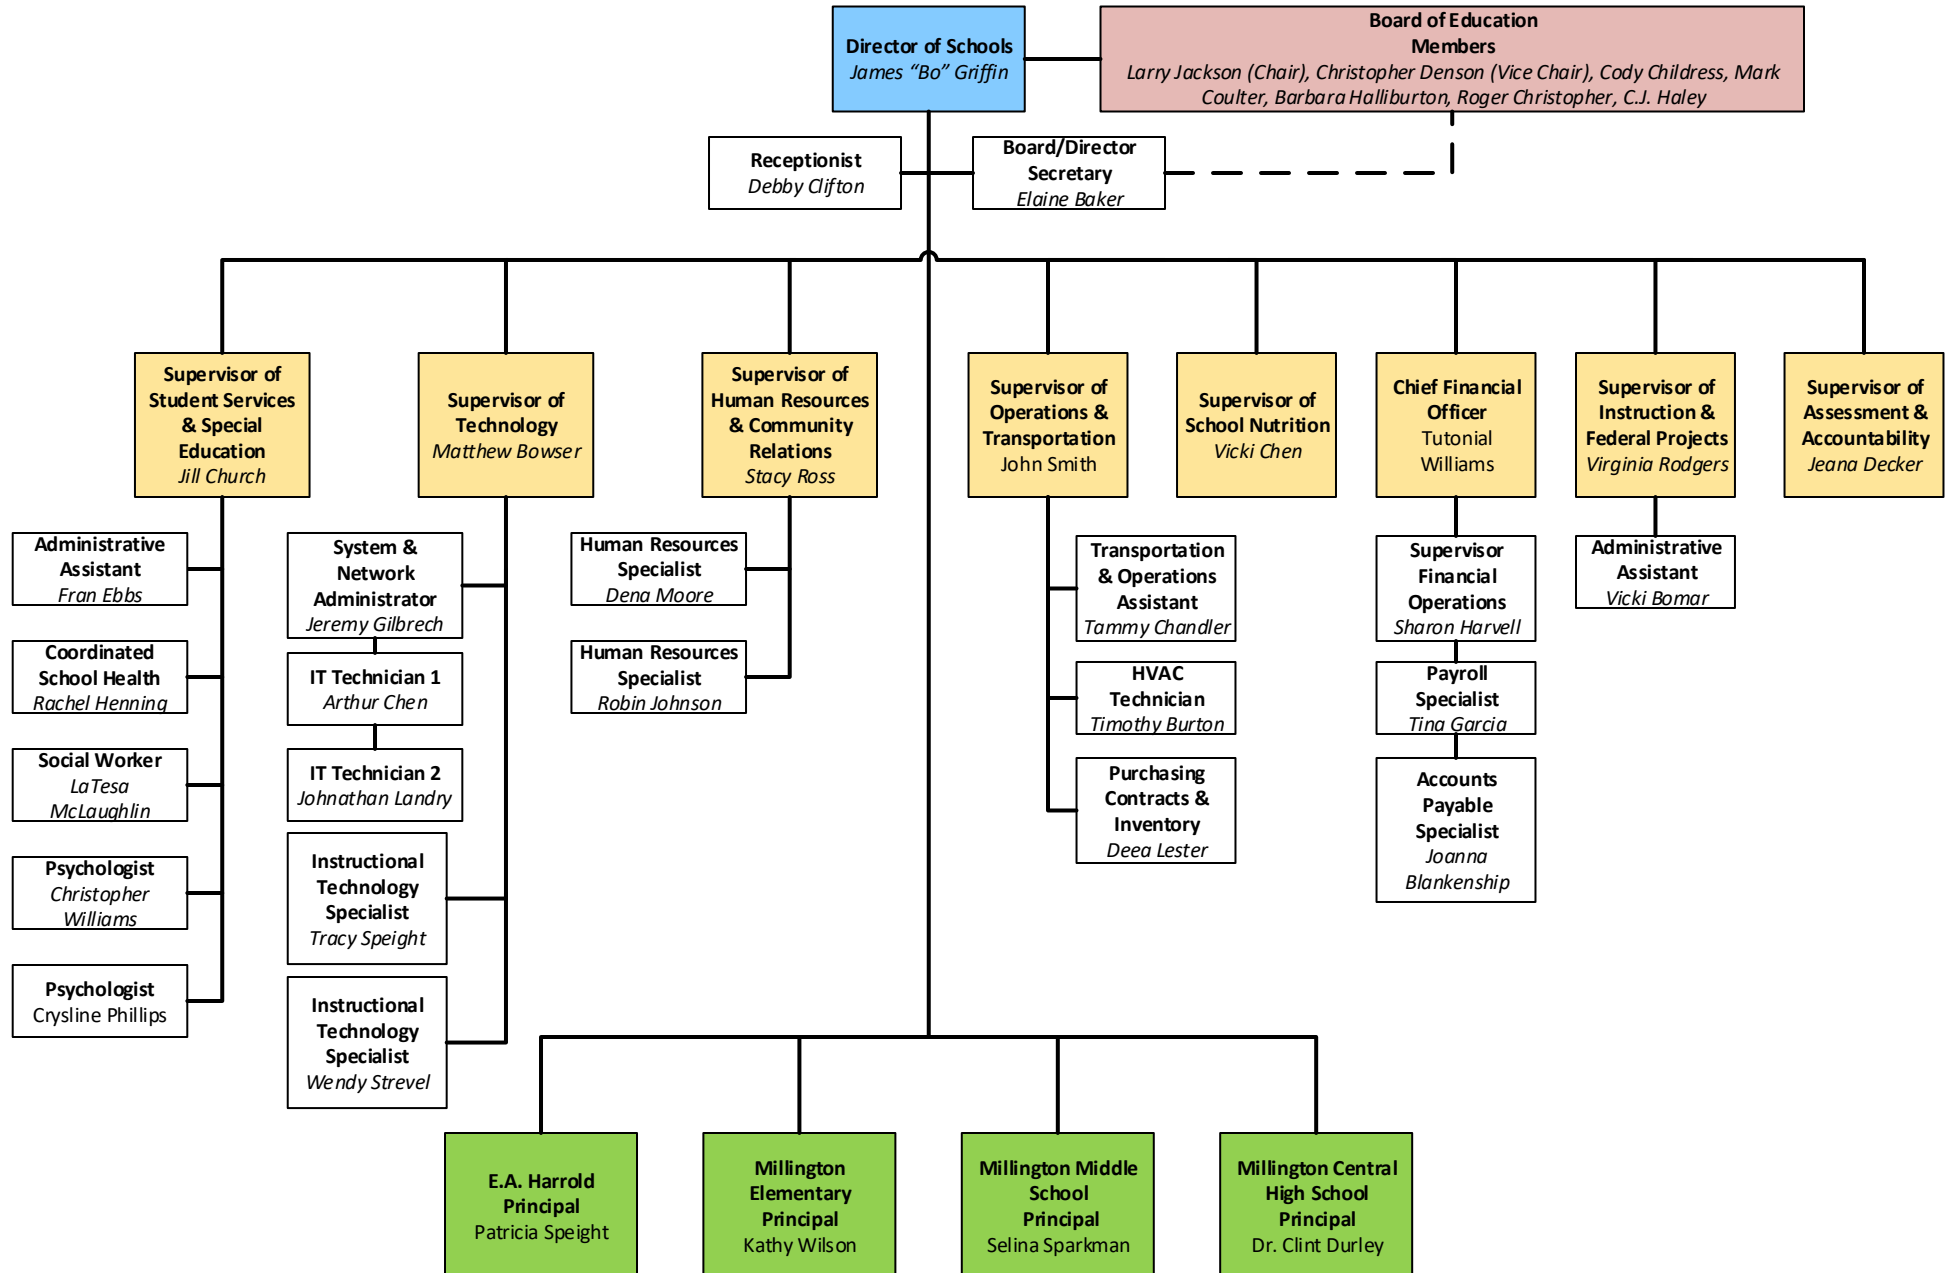 Director of Schools
James “Bo” Griffin
Board of Education
Members
Larry Jackson (Chair), Christopher Denson (Vice Chair), Cody Childress, Mark
Coulter, Barbara Halliburton, Roger Christopher, C.J. Haley
Receptionist
Debby Clifton
Board/Director
Secretary
Elaine Baker
Supervisor of
Student Services
& Special
Education
Jill Church
Supervisor of
Technology
Matthew Bowser
Supervisor of
Human Resources
& Community
Relations
Stacy Ross
Supervisor of
Operations &
Transportation
John Smith
Supervisor of
School Nutrition
Vicki Chen
Chief Financial
Officer
Tutonial
Williams
Supervisor of
Instruction &
Federal Projects
Virginia Rodgers
Supervisor of
Assessment &
Accountability
Jeana Decker
Administrative
Assistant
Fran Ebbs
Coordinated
School Health
Rachel Henning
Social Worker
LaTesa
McLaughlin
Psychologist
Christopher
Williams
Psychologist
Crysline Phillips
System &
Network
Administrator
Jeremy Gilbrech
IT Technician 1
Arthur Chen
IT Technician 2
Johnathan Landry
Instructional
Technology
Specialist
Tracy Speight
Instructional
Technology
Specialist
Wendy Strevel
Human Resources
Specialist
Dena Moore
Human Resources
Specialist
Robin Johnson
Transportation
& Operations
Assistant
Tammy Chandler
HVAC
Technician
Timothy Burton
Purchasing
Contracts &
Inventory
Deea Lester
Supervisor
Financial
Operations
Sharon Harvell
Payroll
Specialist
Tina Garcia
Accounts
Payable
Specialist
Joanna
Blankenship
Administrative
Assistant
Vicki Bomar
E.A. Harrold
Principal
Patricia Speight
Millington
Elementary
Principal
Kathy Wilson
Millington Middle
School
Principal
Selina Sparkman
Millington Central
High School
Principal
Dr. Clint Durley